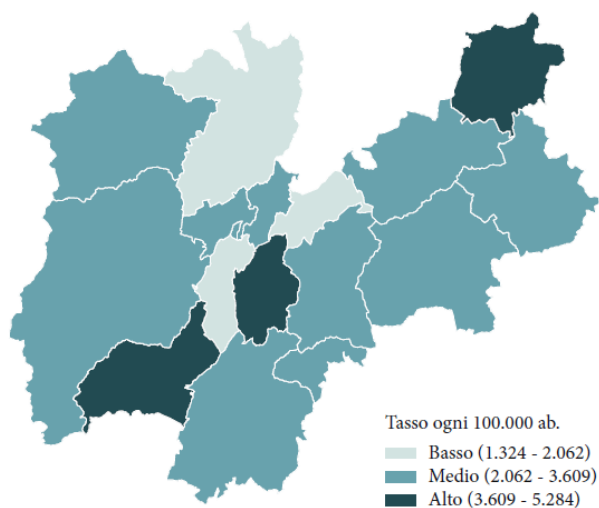 Tasso ogni 100.000 ab.
Basso (1.324 - 2.062)
Medio (2.062 - 3.609)
Alto (3.609 - 5.284)